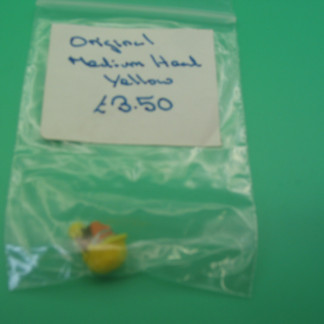 Original
Medium Head
Yellow
£3.50